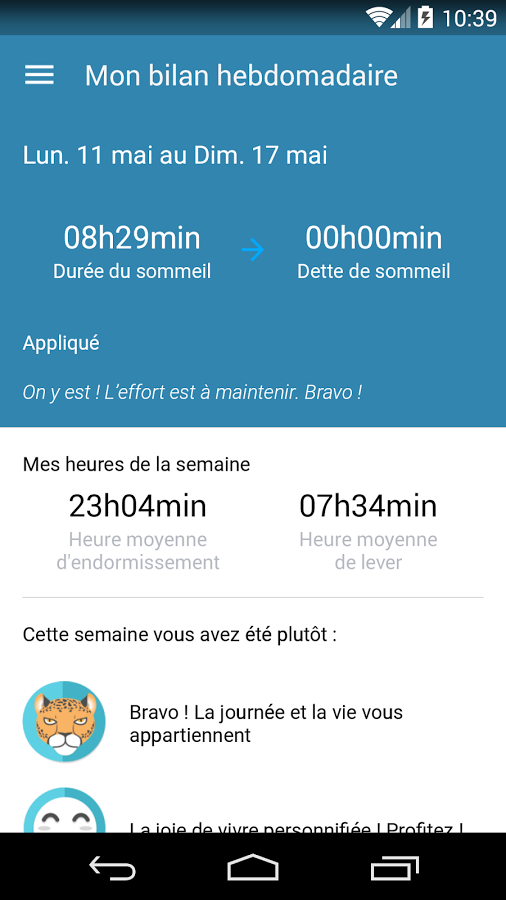 10:39
Mon bilan hebdomadaire
Lun. 11 mai au Dim. 17 mai
08h29min
00h00min
Durée du sommeil
Dette de sommeil
Appliqué
On y est ! L'effort est à maintenir. Bravo !
Mes heures de la semaine
23h04min
07h34min
Heure moyenne
d'endormissement
Heure moyenne
de lever
Cette semaine vous avez été plutôt :
Bravo ! La journée et la vie vous
appartiennent
La joie de vivre personnifiée ! Profitez !